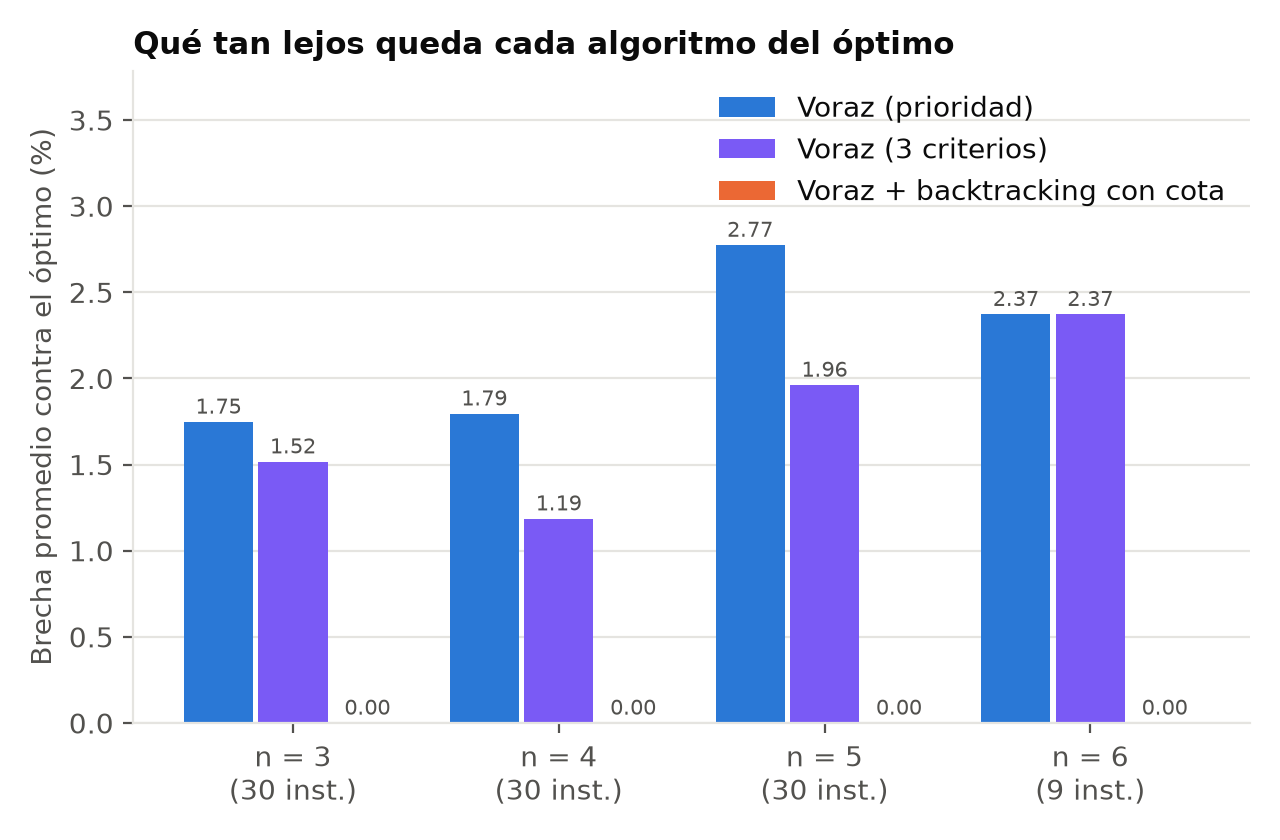 Qué tan lejos queda cada algoritmo del óptimo
Brecha promedio contra el óptimo (%)
3.5
3.0
2.5
2.0
1.5
1.0
0.5
0.0
Voraz (prioridad)
Voraz (3 criterios)
Voraz + backtracking con cota
1.75
1.52
0.00
1.79
1.19
0.00
2.77
1.96
0.00
2.37
2.37
0.00
n = 3
(30 inst.)
n = 4
(30 inst.)
n = 5
(30 inst.)
n = 6
(9 inst.)